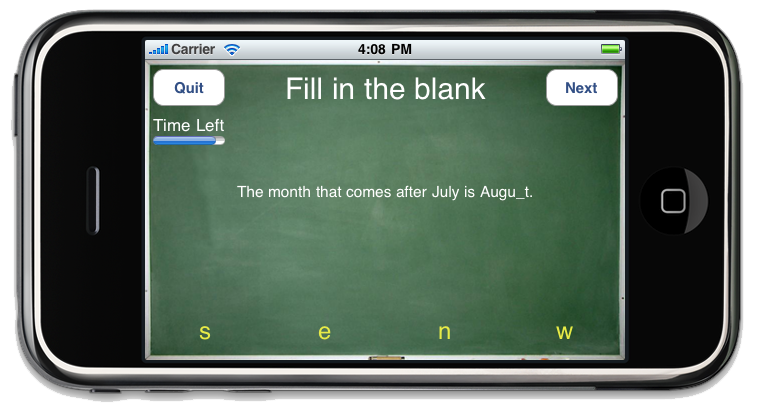 Carrier 4:08 PM
Quit Fill in the blank Next
Time Left
The month that comes after July is Augu_t.
s e n w